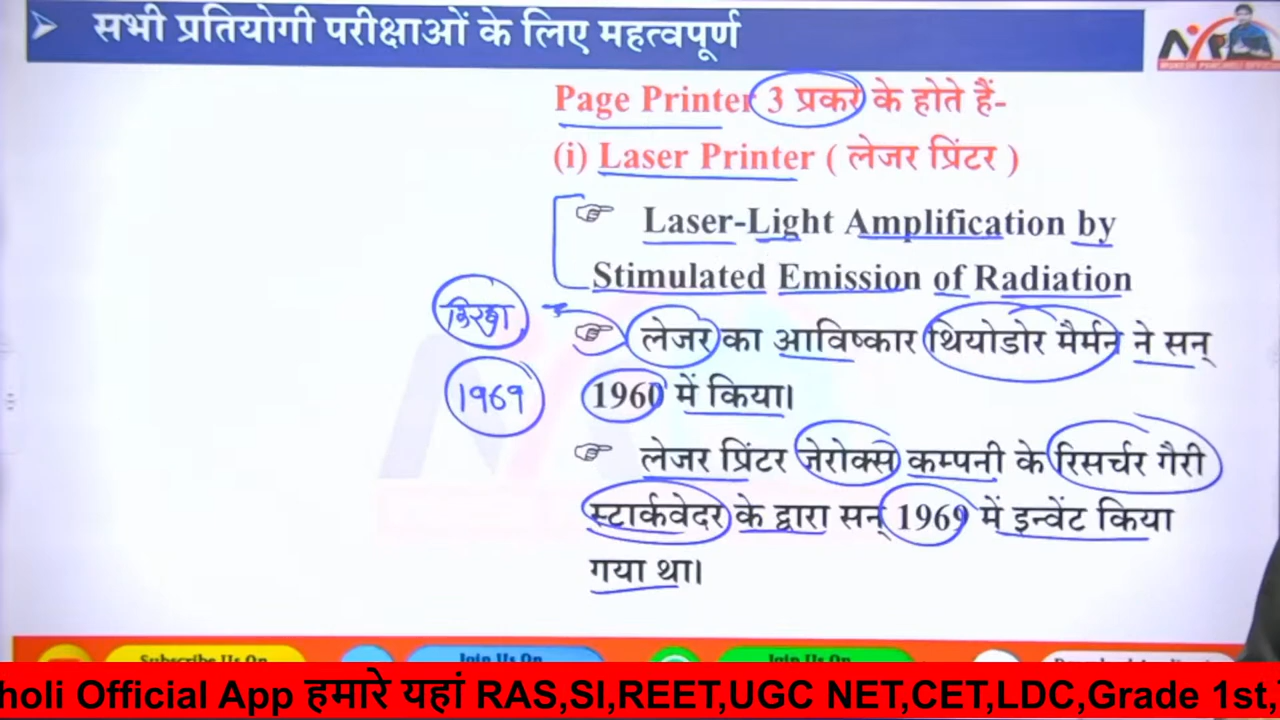 सभी प्रतियोगी परीक्षाओं के लिए महत्वपूर्ण
Page Printer 3 प्रकर के होते हैं-
(i) Laser Printer ( लेजर प्रिंटर )
Laser-Light Amplification by
Stimulated Emission of Radiation
लेजर का आविष्कार थियोडोर मैर्मन ने सन्
1960 में किया।
1969
लेजर प्रिंटर जेरोक्स कम्पनी के रिसर्चर गैरी
स्टार्कवेदर के द्वारा सन् 1969 में इन्वेंट किया
गया था।
Subscribe Us On
Join Us On
Join Us On
holi Official App हमारे यहां RAS,SI,REET,UGC NET,CET,LDC,Grade 1st,